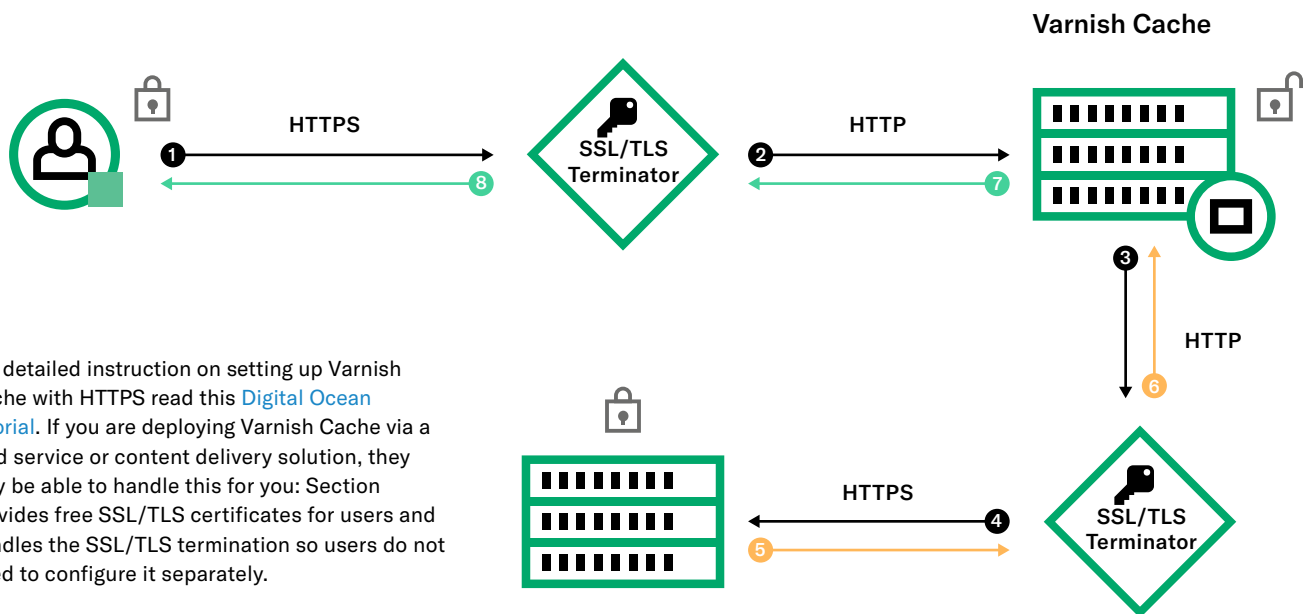 Varnish Cache
HTTPS
HTTP
1
8
SSL/TLS
Terminator
2
7
3
6
HTTP
detailed instruction on setting up Varnish
che with HTTPS read this Digital Ocean
orial. If you are deploying Varnish Cache via a
d service or content delivery solution, they
y be able to handle this for you: Section
vides free SSL/TLS certificates for users and
ndles the SSL/TLS termination so users do not
ed to configure it separately.
HTTPS
4
5
SSL/TLS
Terminator